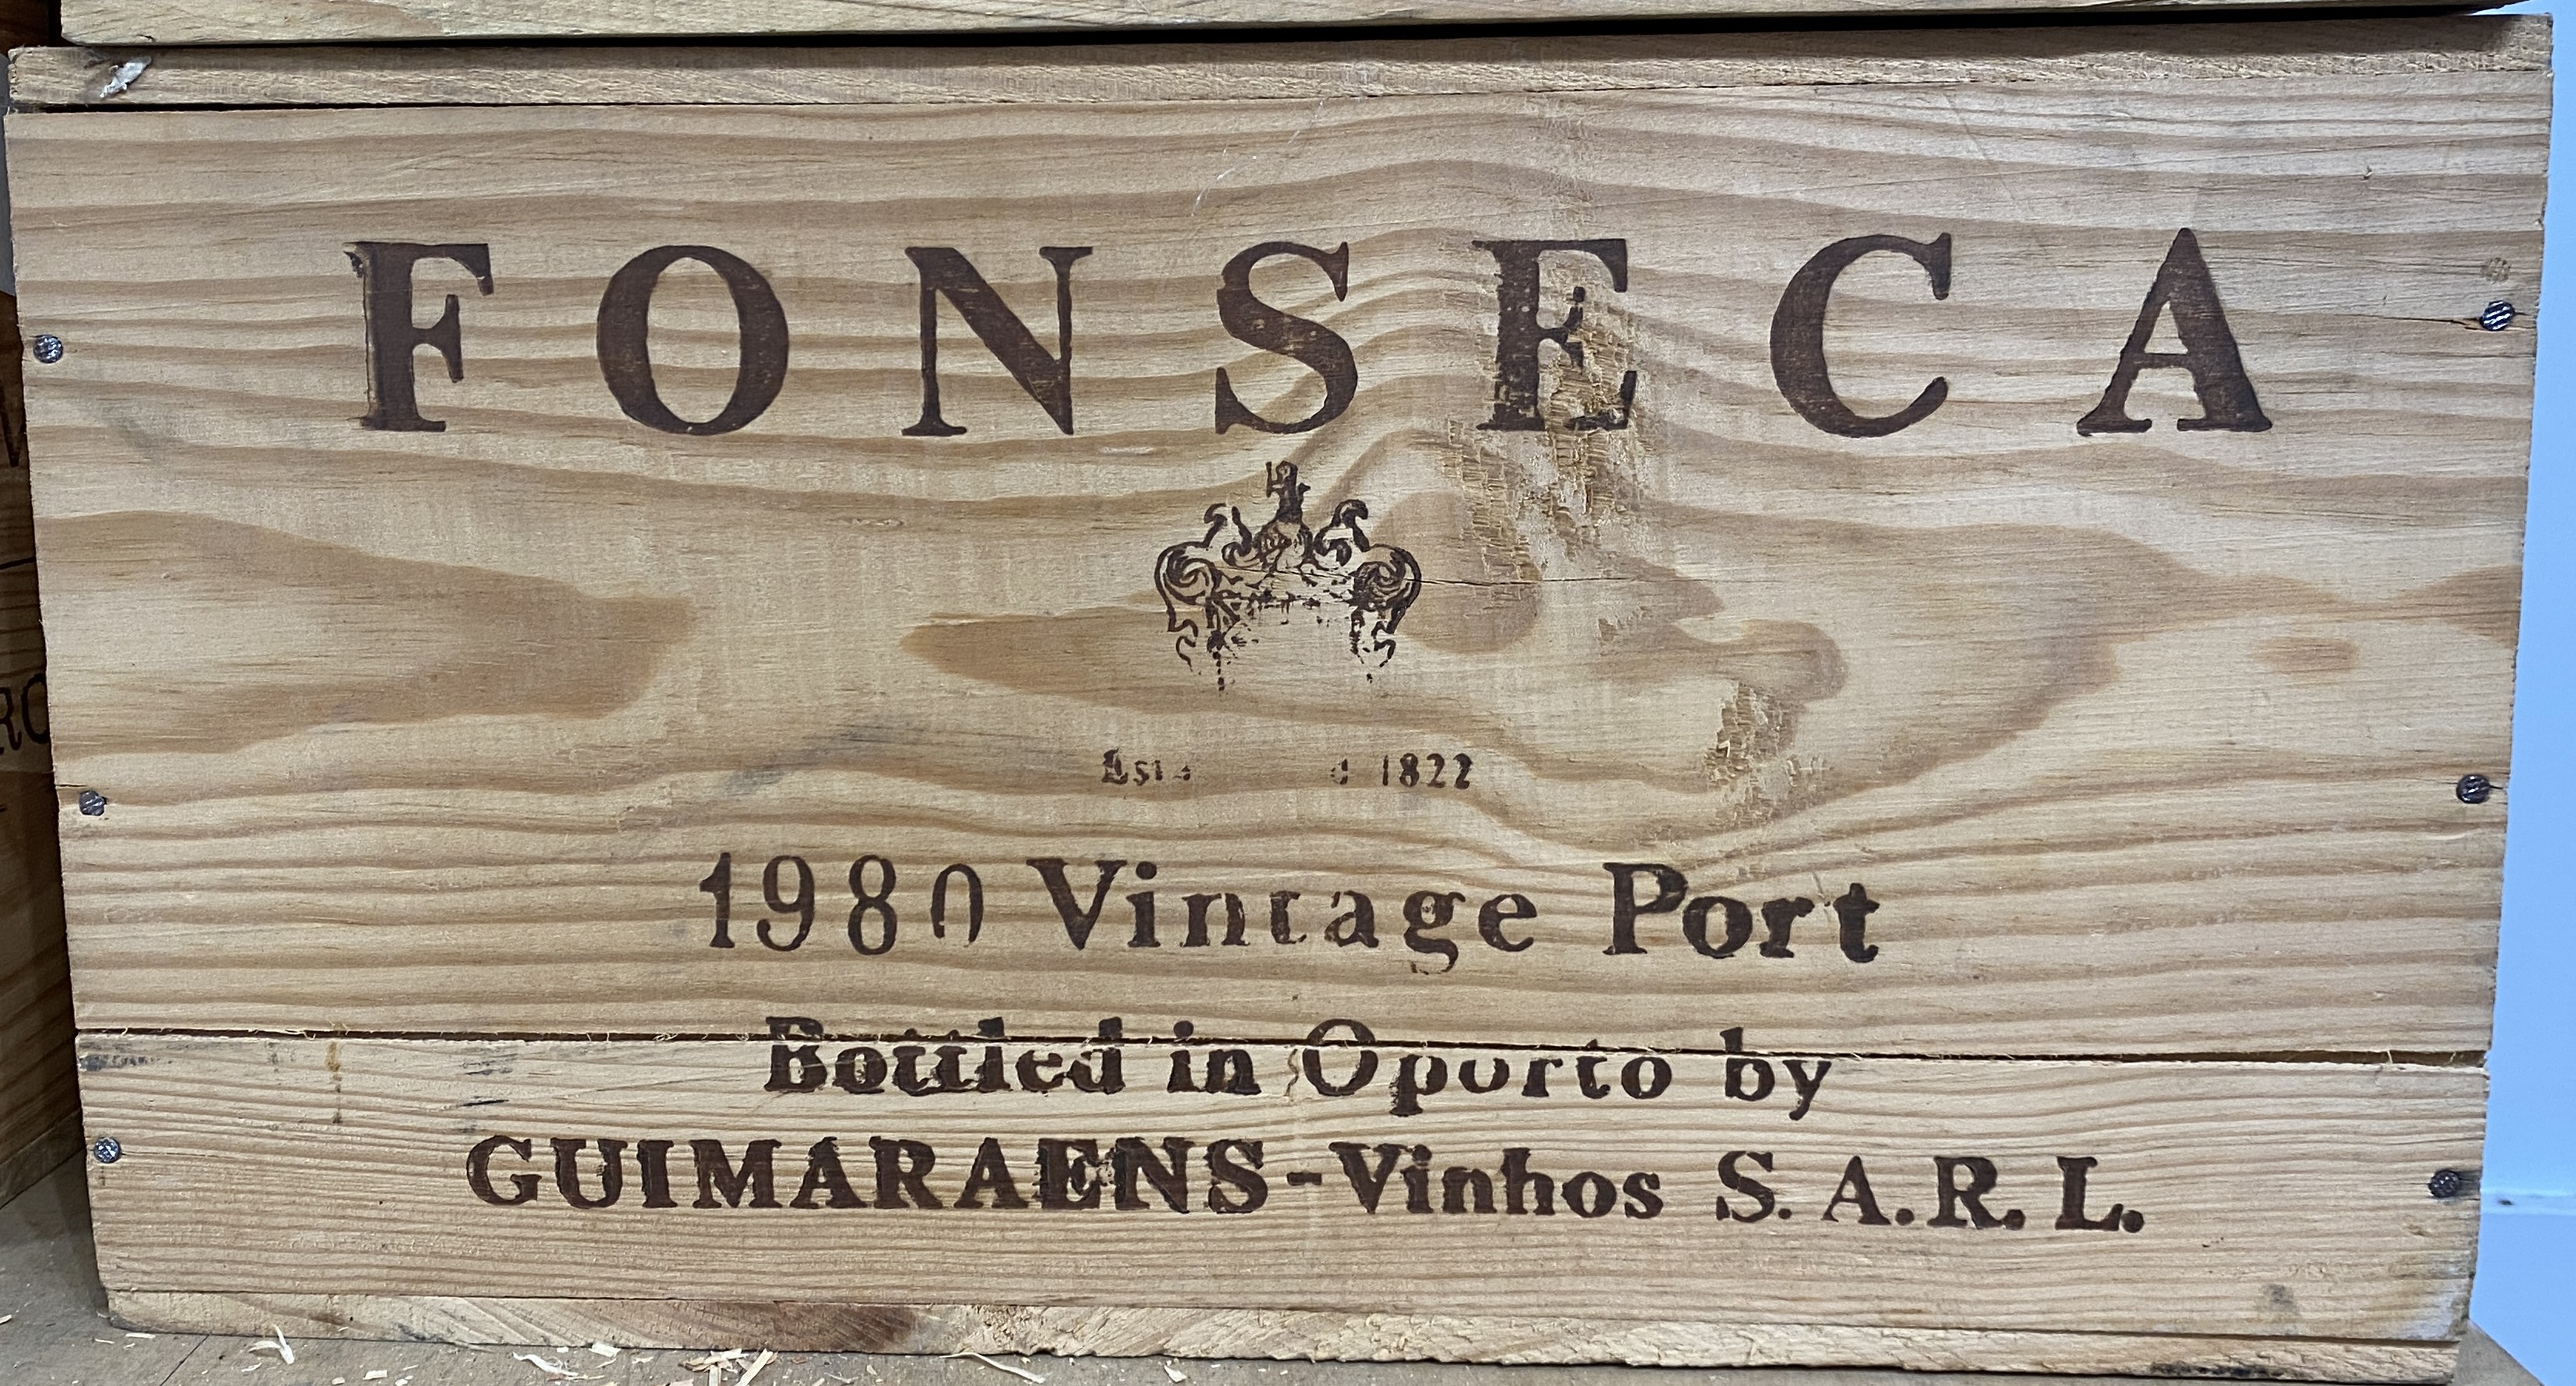 FONSECA
1822
1980 Vintage Port
Bottled in Oporto by
GUIMARAENS-Vinhos S.A.R.L.